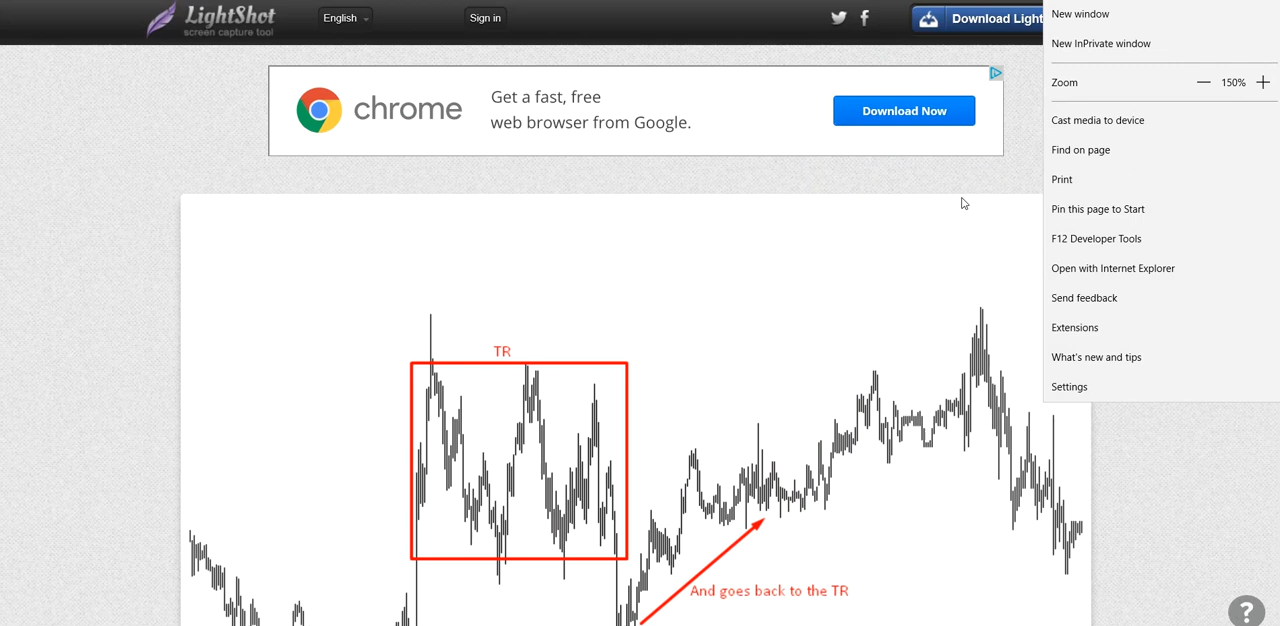 LightShot
screen capture tool
English
Sign in
Download Light
chrome
Get a fast, free
web browser from Google.
Download Now
New window
New InPrivate window
Zoom
150%
Cast media to device
Find on page
Print
Pin this page to Start
F12 Developer Tools
Open with Internet Explorer
Send feedback
Extensions
What's new and tips
Settings
TR
And goes back to the TR
?